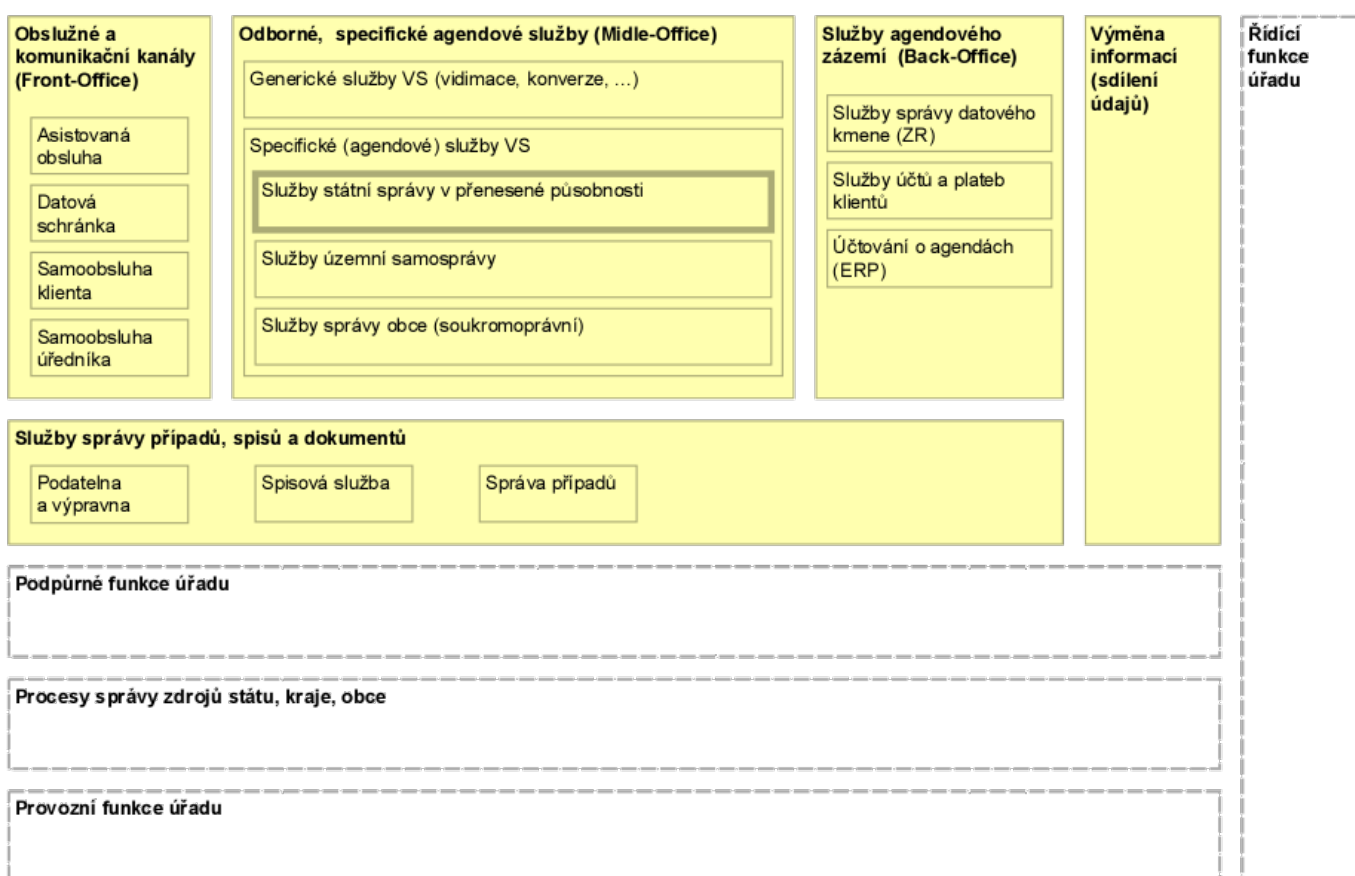 Obslužné a
komunikační kanály
(Front-Office)
Asistovaná
obsluha
Datová
schránka
Samoobsluha
klienta
Samoobsluha
úředníka
Odborné, specifické agendové služby (Midle-Office)
Generické služby VS (vidimace, konverze, ...)
Specifické (agendové) služby VS
Služby státní správy v přenesené působnosti
Služby územní samosprávy
Služby správy obce (soukromoprávní)
Služby agendového
zázemí (Back-Office)
Služby správy datového
kmene (ZR)
Služby účtů a plateb
klientů
Účtování o agendách
(ERP)
Výměna
informací
(sdílení
údajů)
Řídící
funkce
úřadu
Služby správy případů, spisů a dokumentů
Podatelna
a výpravna
Spisová služba
Správa případů
Podpůrné funkce úřadu
Procesy správy zdrojů státu, kraje, obce
Provozní funkce úřadu